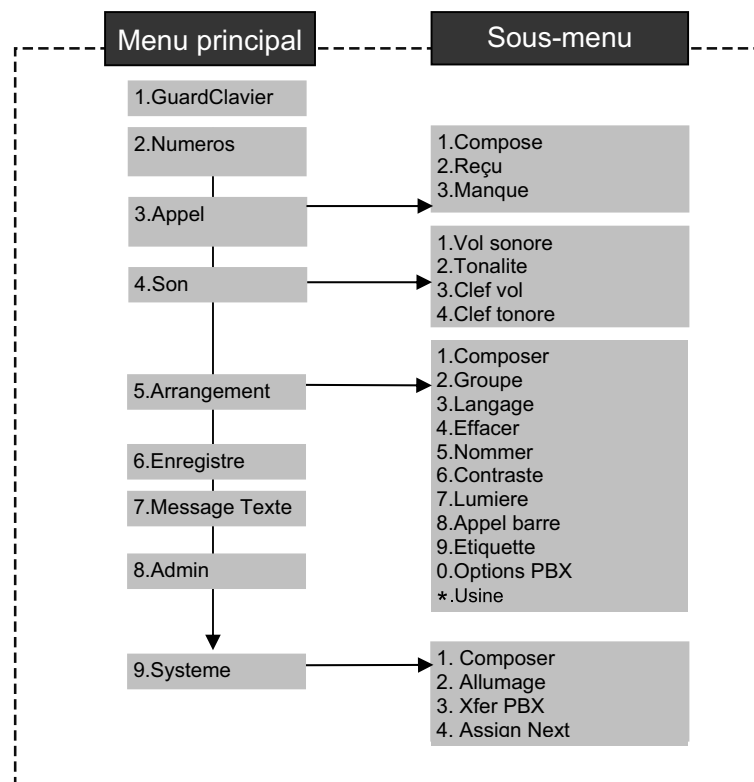 Menu principal
Sous-menu
1.GuardClavier
2.Numeros
3.Appel
4.Son
5.Arrangement
6.Enregistre
7.Message Texte
8.Admin
9.Systeme
1.Compose
2.Reçu
3.Manque
1.Vol sonore
2.Tonalite
3.Clef vol
4.Clef tonore
1.Composer
2.Groupe
3.Langage
4.Effacer
5.Nommer
6.Contraste
7.Lumiere
8.Appel barre
9.Etiquette
0.Options PBX
*.Usine
1. Composer
2. Allumage
3. Xfer PBX
4. Assign Next